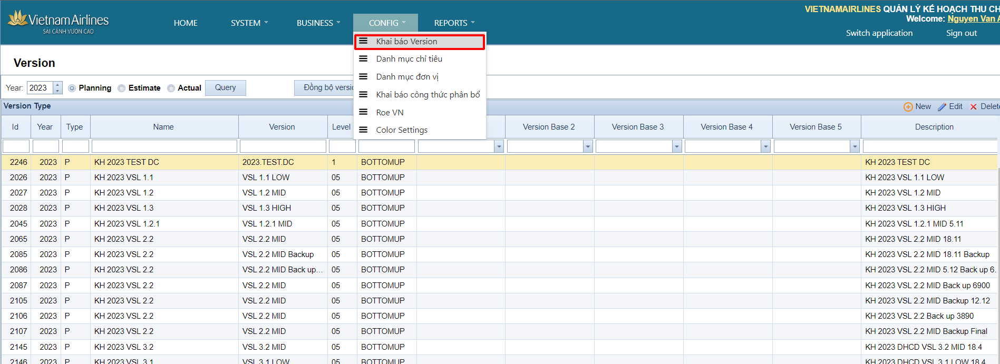 Vietnam Airlines
SẢI CÁNH VƯƠN CAO
HOME
SYSTEM
BUSINESS
CONFIG
REPORTS
VIETNAMAIRLINES QUẢN LÝ KẾ HOẠCH THU CH
Welcome: Nguyen Van A
Switch application
Sign out
Khai báo Version
Danh mục chỉ tiêu
Danh mục đơn vị
Khai báo công thức phân bổ
Roe VN
Color Settings
Version
Year: 2023 Planning Estimate Actual Query Đồng bộ versio
Version Type New Edit Delete
Id Year Type Name Version Level Version Base 2 Version Base 3 Version Base 4 Version Base 5 Description
2246 2023 P KH 2023 TEST DC 2023.TEST.DC 1 BOTTOMUP KH 2023 TEST DC
2026 2023 P KH 2023 VSL 1.1 VSL 1.1 LOW 05 BOTTOMUP KH 2023 VSL 1.1 LOW
2027 2023 P KH 2023 VSL 1.2 VSL 1.2 MID 05 BOTTOMUP KH 2023 VSL 1.2 MID
2028 2023 P KH 2023 VSL 1.3 VSL 1.3 HIGH 05 BOTTOMUP KH 2023 VSL 1.3 HIGH
2045 2023 P KH 2023 VSL 1.2.1 VSL 1.2.1 MID 05 BOTTOMUP KH 2023 VSL 1.2.1 MID 5.11
2065 2023 P KH 2023 VSL 2.2 VSL 2.2 MID 05 BOTTOMUP KH 2023 VSL 2.2 MID 18.11
2085 2023 P KH 2023 VSL 2.2 VSL 2.2 MID Backup 05 BOTTOMUP KH 2023 VSL 2.2 MID 18.11 Backup
2086 2023 P KH 2023 VSL 2.2 VSL 2.2 MID Back up... 05 BOTTOMUP KH 2023 VSL 2.2 MID 5.12 Back up 6.
2087 2023 P KH 2023 VSL 2.2 VSL 2.2 MID 05 BOTTOMUP KH 2023 VSL 2.2 MID Back up 6900
2105 2023 P KH 2023 VSL 2.2 VSL 2.2 MID 05 BOTTOMUP KH 2023 VSL 2.2 MID Backup 12.12
2106 2023 P KH 2023 VSL 2.2 VSL 2.2 MID 05 BOTTOMUP KH 2023 VSL 2.2 Back up 3890
2107 2023 P KH 2023 VSL 2.2 VSL 2.2 MID 05 BOTTOMUP KH 2023 VSL 2.2 MID Backup Final
2145 2023 P KH 2023 VSL 3.2 VSL 3.2 MID 05 BOTTOMUP KH 2023 DHCD VSL 3.2 MID 18.4
2146 2023 P KH 2023 VSL 3.1 VSL 3.1 LOW 05 BOTTOMUP KH 2023 DHCD VSL 3.1 LOW 18.4